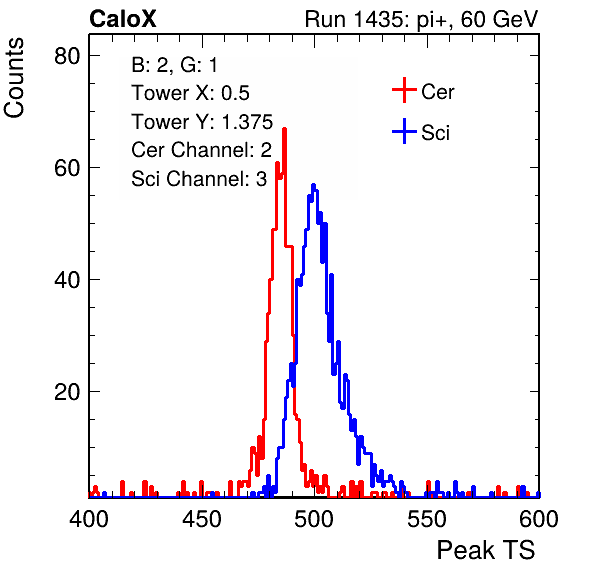 CaloX Run 1435: pi+, 60 GeV
Counts
B: 2, G: 1
Tower X: 0.5
Tower Y: 1.375
Cer Channel: 2
Sci Channel: 3
Cer
Sci
80
60
40
20
400 450 500 550 600
Peak TS